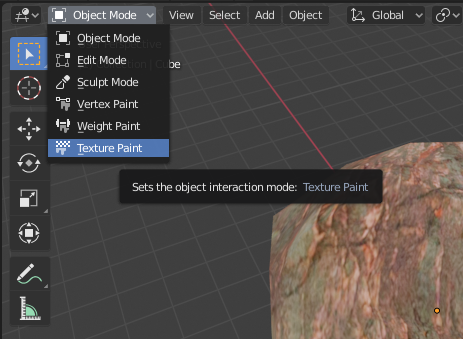 Object Mode View Select Add Object Global
Object Mode
Edit Mode
| Cube
Sculpt Mode
Vertex Paint
Weight Paint
Texture Paint
Sets the object interaction mode: Texture Paint